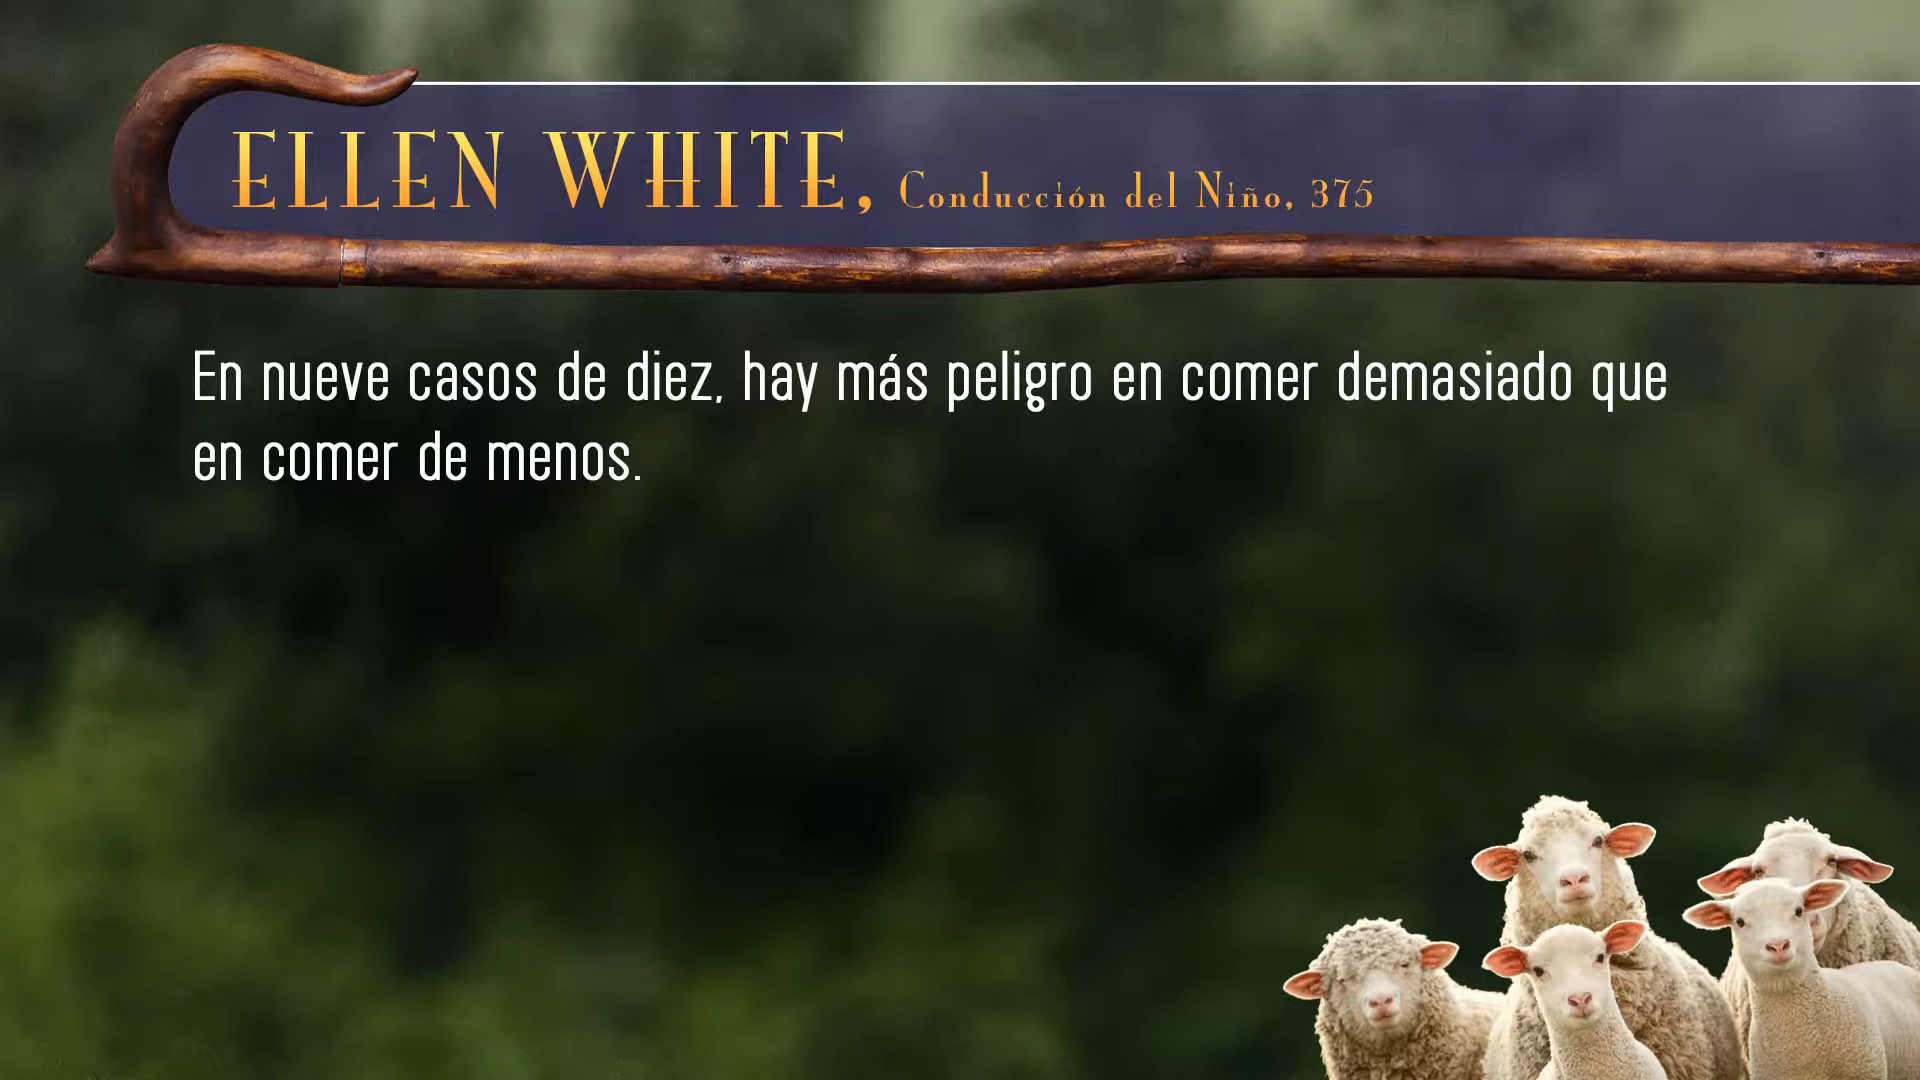 ELLEN WHITE, Conducción del Niño, 375
En nueve casos de diez, hay más peligro en comer demasiado que
en comer de menos.